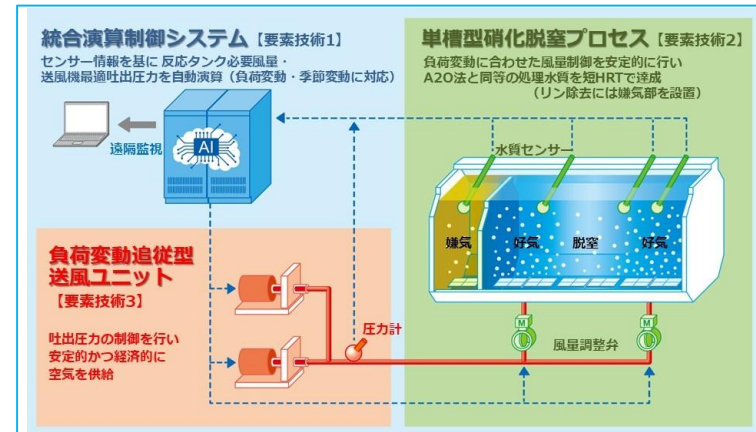 統合演算制御システム【要素技術1】
センサー情報を基に 反応タンク必要風量・
送風機最適吐出圧力を自動演算（負荷変動・季節変動に対応）
AI
遠隔監視
単槽型硝化脱窒プロセス【要素技術2】
負荷変動に合わせた風量制御を安定的に行い
A2O法と同等の処理水質を短HRTで達成
（リン除去には嫌気部を設置）
水質センサー
嫌気
好気
脱窒
好気
M
M
風量調整弁
負荷変動追従型
送風ユニット
【要素技術3】
吐出圧力の制御を行い
安定的かつ経済的に
空気を供給
圧力計